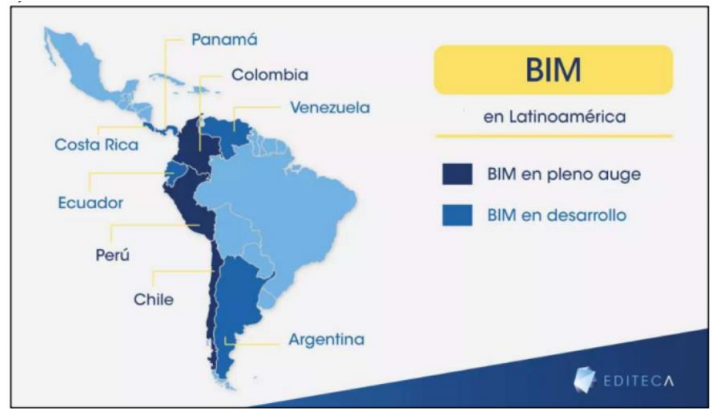 Panamá
Colombia
Venezuela
Costa Rica
Ecuador
Perú
Chile
Argentina
BIM
en Latinoamérica
BIM en pleno auge
BIM en desarrollo
EDITECA